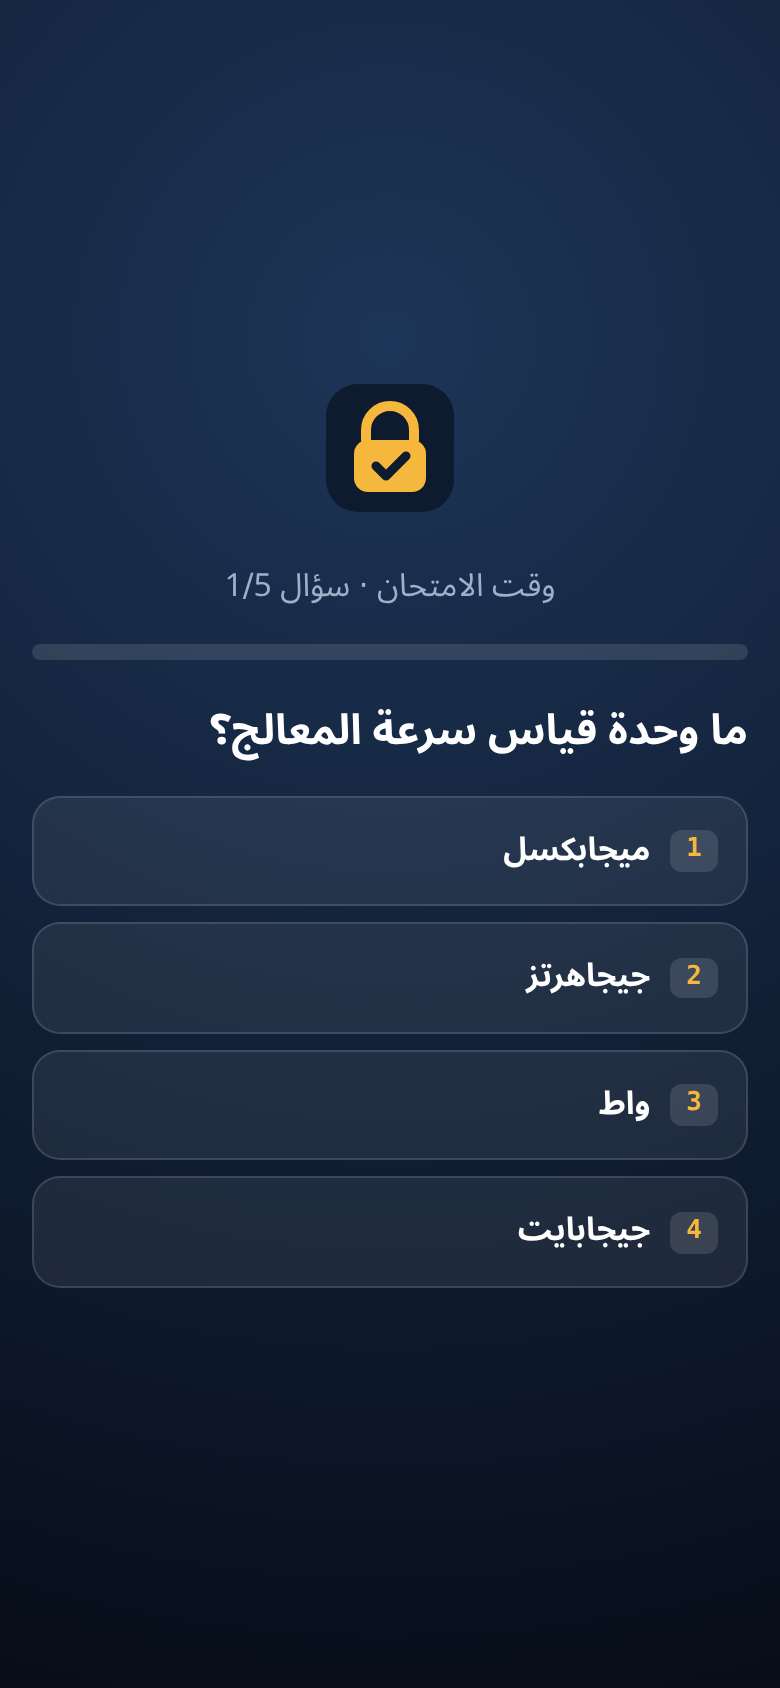 وقت الامتحان · سؤال 1/5
ما وحدة قياس سرعة المعالج؟
1 ميجابكسل
2 جيجاهرتز
3 واط
4 جيجابايت